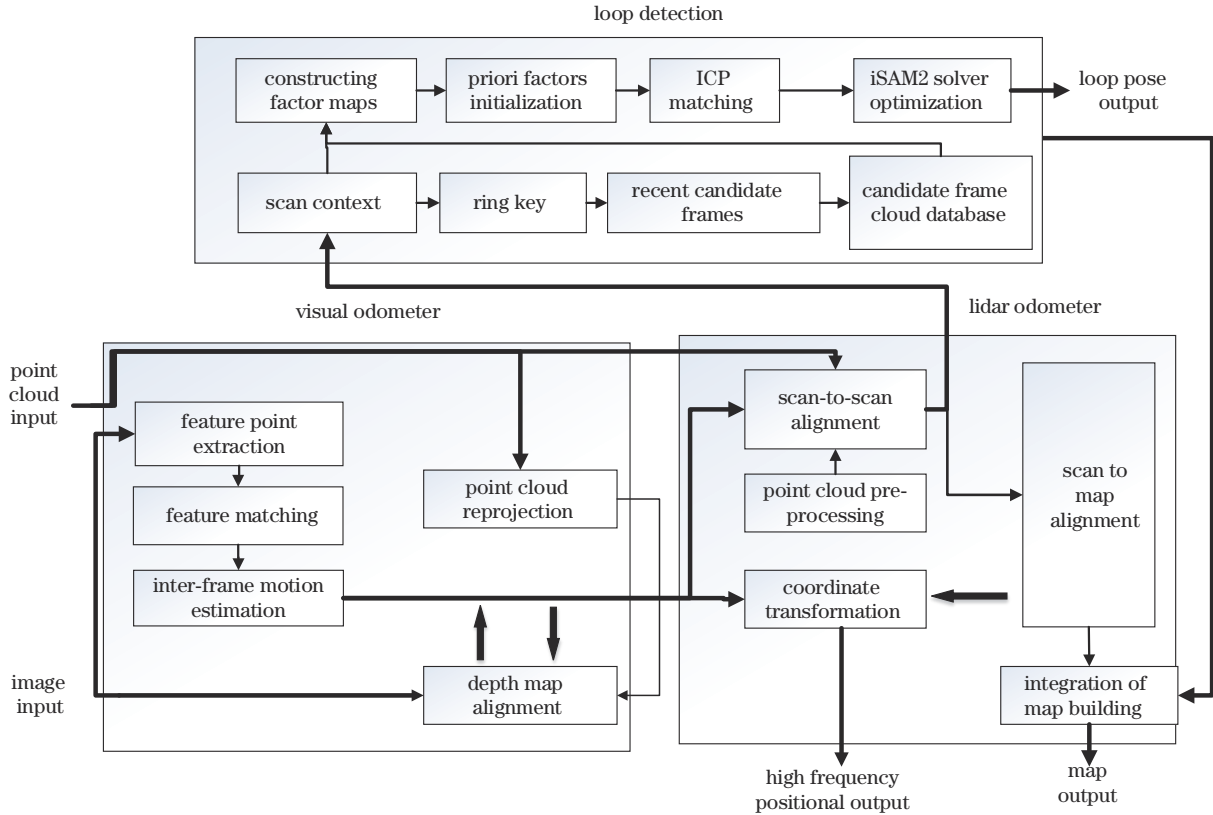 loop detection
constructing
factor maps
priori factors
initialization
ICP
matching
iSAM2 solver
optimization
loop pose
output
scan context
ring key
recent candidate
frames
candidate frame
cloud database
visual odometer
lidar odometer
point
cloud
input
feature point
extraction
feature matching
inter-frame motion
estimation
point cloud
reprojection
depth map
alignment
image
input
scan-to-scan
alignment
point cloud pre-
processing
coordinate
transformation
scan to
map
alignment
integration of
map building
high frequency
positional output
map
output